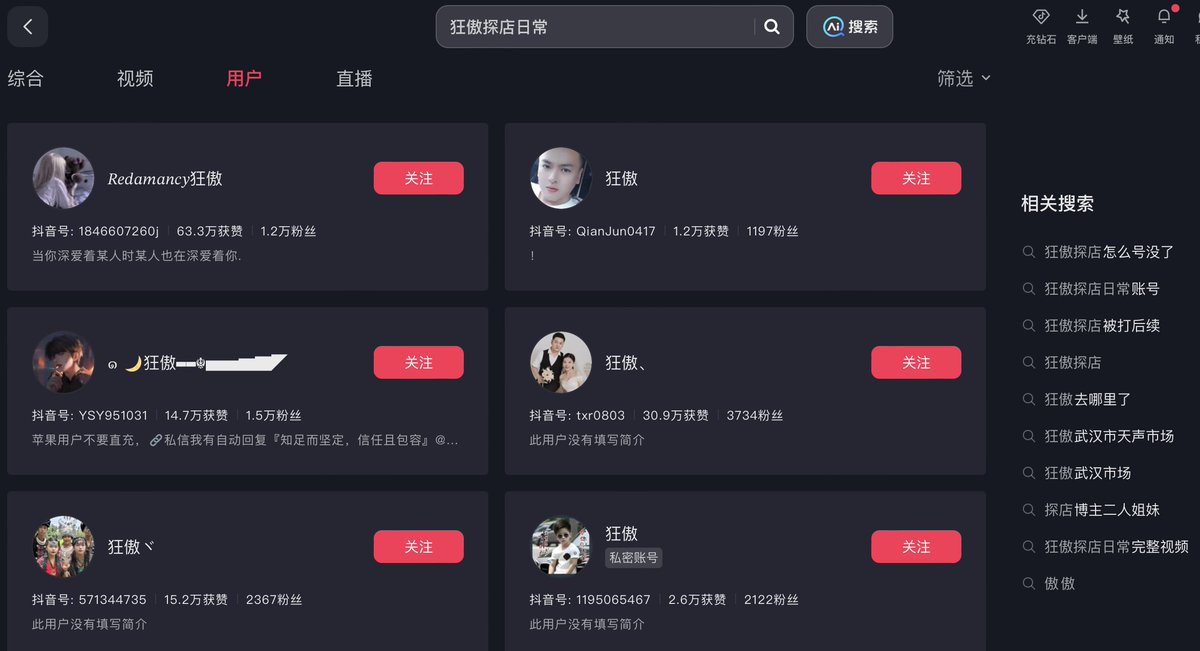 狂傲探店日常
搜索
充钻石 客户端 壁纸 通知
综合 视频 用户 直播 筛选
Redamancy狂傲 关注
抖音号: 1846607260j 63.3万获赞 1.2万粉丝
当你深爱着某人时某人也在深爱着你.
狂傲 关注
抖音号: QianJun0417 1.2万获赞 1197粉丝
！
ɷ 🌙狂傲 关注
抖音号: YSY951031 14.7万获赞 1.5万粉丝
苹果用户不要直充，🔗私信我有自动回复『知足而坚定，信任且包容』@...
狂傲、 关注
抖音号: txr0803 30.9万获赞 3734粉丝
此用户没有填写简介
狂傲ヾ 关注
抖音号: 571344735 15.2万获赞 2367粉丝
此用户没有填写简介
狂傲 关注
私密账号
抖音号: 1195065467 2.6万获赞 2122粉丝
此用户没有填写简介
相关搜索
狂傲探店怎么号没了
狂傲探店日常账号
狂傲探店被打后续
狂傲探店
狂傲去哪里了
狂傲武汉市天声市场
狂傲武汉市场
探店博主二人姐妹
狂傲探店日常完整视频
傲傲